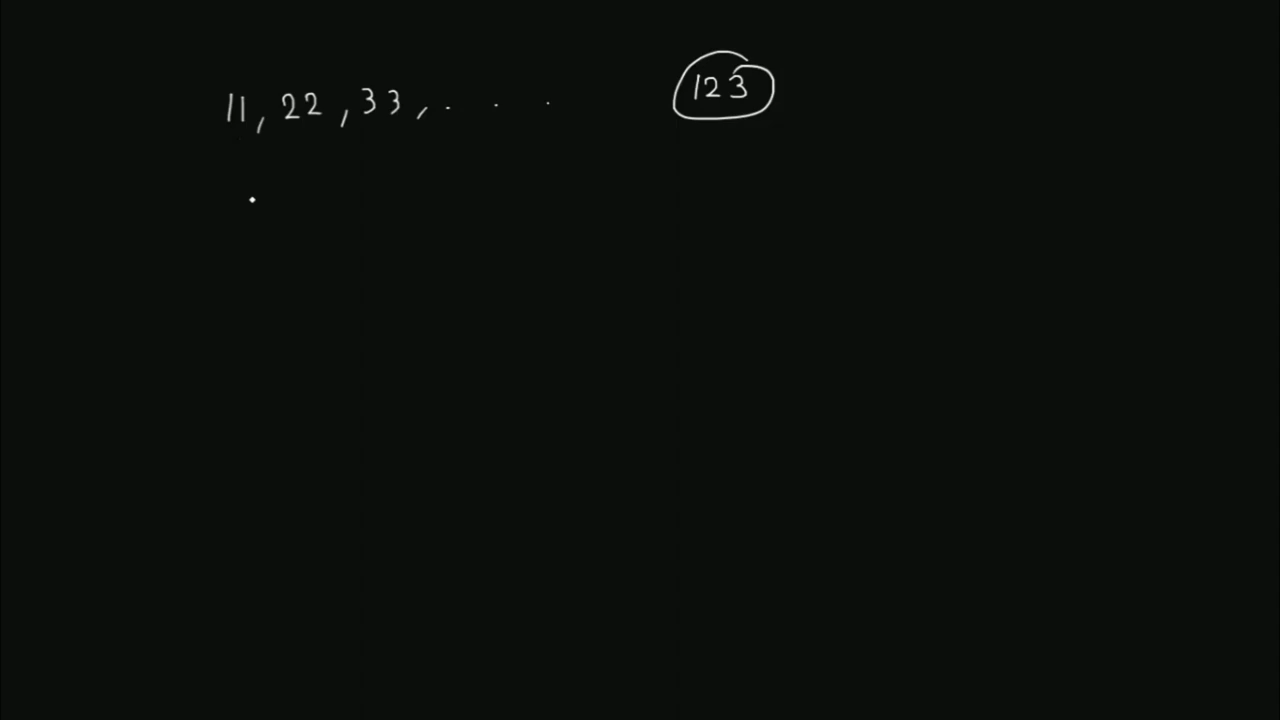 11, 22, 33, . . . 123